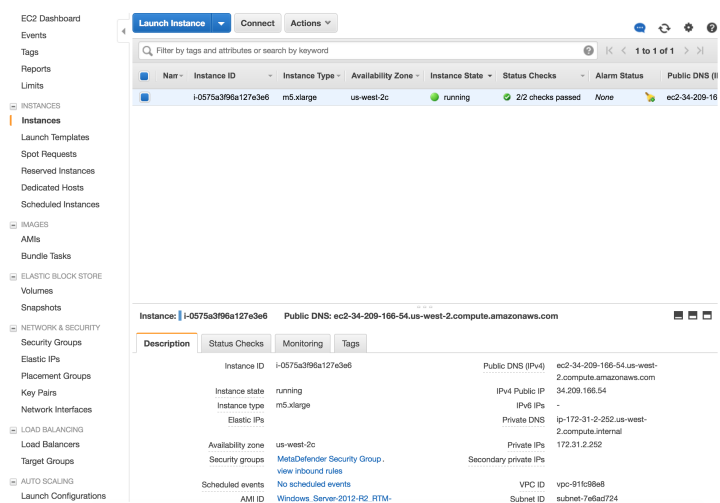 EC2 Dashboard
Events
Tags
Reports
Limits
INSTANCES
Instances
Launch Templates
Spot Requests
Reserved Instances
Dedicated Hosts
Scheduled Instances
IMAGES
AMIs
Bundle Tasks
ELASTIC BLOCK STORE
Volumes
Snapshots
NETWORK & SECURITY
Security Groups
Elastic IPs
Placement Groups
Key Pairs
Network Interfaces
LOAD BALANCING
Load Balancers
Target Groups
AUTO SCALING
Launch Configurations
Launch Instance Connect Actions
Filter by tags and attributes or search by keyword 1 to 1 of 1
Nam Instance ID Instance Type Availability Zone Instance State Status Checks Alarm Status Public DNS (I
i-0575a3f96a127e3e6 m5.xlarge us-west-2c running 2/2 checks passed None ec2-34-209-16
Instance: i-0575a3f96a127e3e6 Public DNS: ec2-34-209-166-54.us-west-2.compute.amazonaws.com
Description Status Checks Monitoring Tags
Instance ID i-0575a3f96a127e3e6 Public DNS (IPv4) ec2-34-209-166-54.us-west-
2.compute.amazonaws.com
Instance state running IPv4 Public IP 34.209.166.54
Instance type m5.xlarge IPv6 IPs -
Elastic IPs Private DNS ip-172-31-2-252.us-west-
2.compute.internal
Availability zone us-west-2c Private IPs 172.31.2.252
Security groups MetaDefender Security Group. Secondary private IPs
view inbound rules
Scheduled events No scheduled events VPC ID vpc-91fc98e8
AMI ID Windows_Server-2012-R2_RTM- Subnet ID subnet-7e6ad724